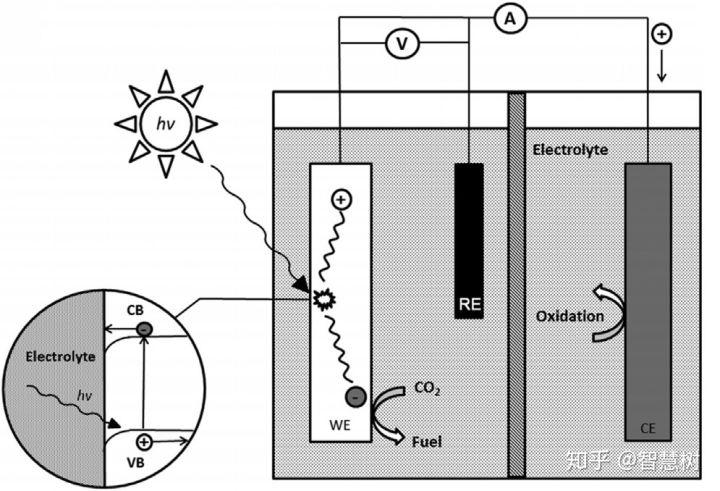 A
V
+
hv
Electrolyte
+
RE
CB
-
Electrolyte
hv
+
VB
Oxidation
-
CO₂
WE
Fuel
CE
知乎 @智慧树